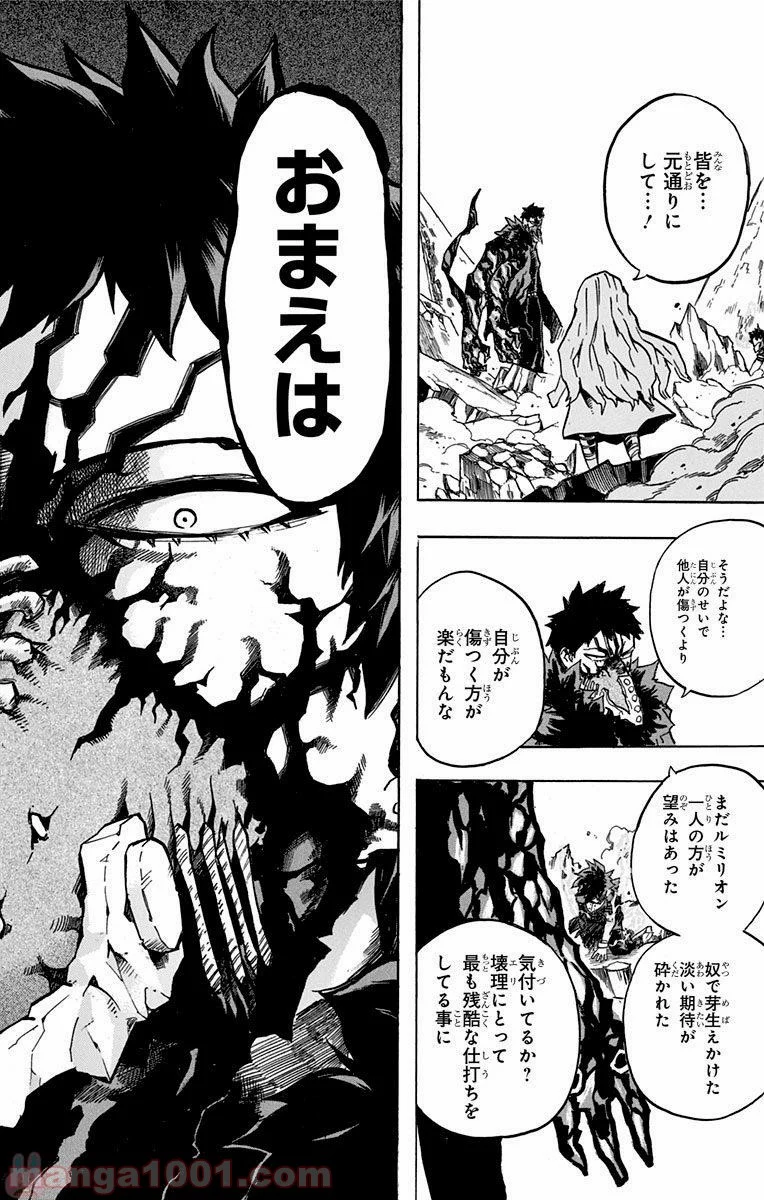 皆を…
元通りに
して…！
そうだよな…
自分のせいで
他人が傷つくより
自分が
傷つく方が
楽だもんな
まだルミリオン
一人の方が
望みはあった
奴で芽生えかけた
淡い期待が
砕かれた
気付いてるか？
壊理にとって
最も残酷な仕打ちを
してる事に
おまえは
manga1001.com